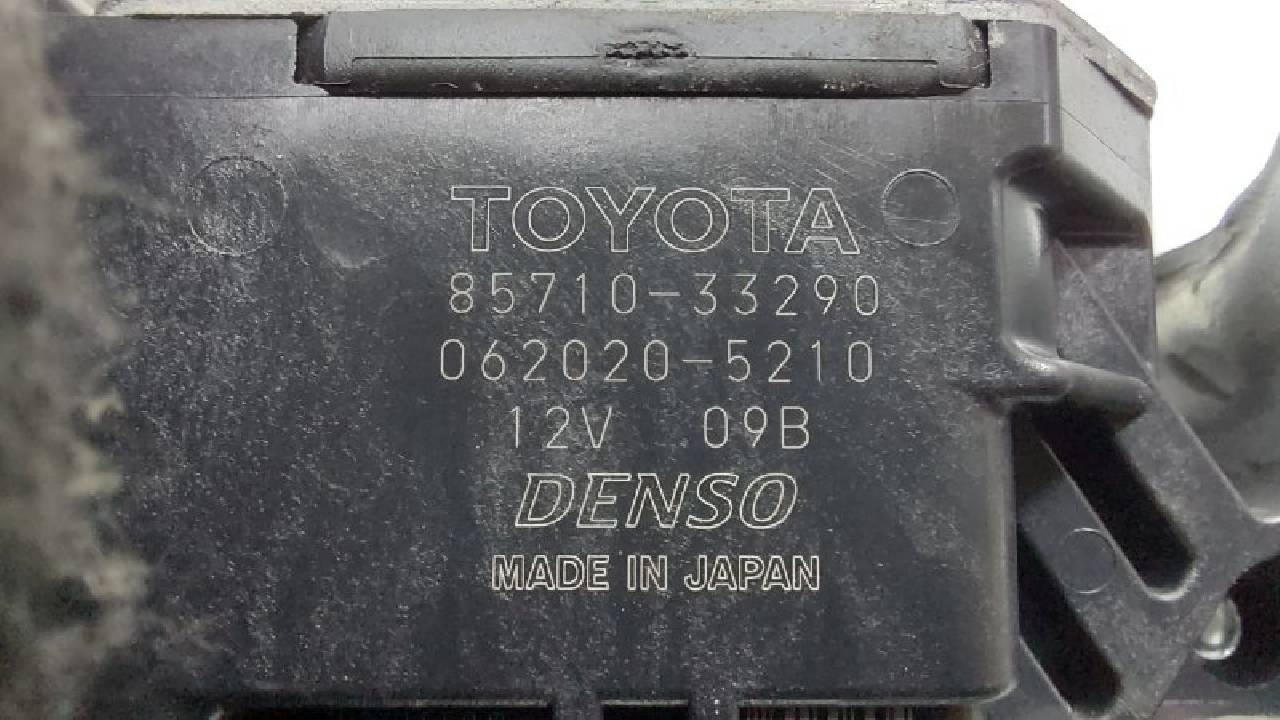 TOYOTA
85710-33290
062020-5210
12V 09B
DENSO
MADE IN JAPAN